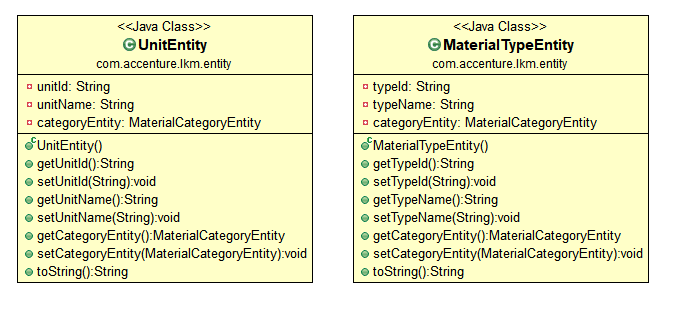 <<Java Class>>
UnitEntity
com.accenture.lkm.entity
unitId: String
unitName: String
categoryEntity: MaterialCategoryEntity
UnitEntity()
getUnitId():String
setUnitId(String):void
getUnitName():String
setUnitName(String):void
getCategoryEntity():MaterialCategoryEntity
setCategoryEntity(MaterialCategoryEntity):void
toString():String
<<Java Class>>
MaterialTypeEntity
com.accenture.lkm.entity
typeId: String
typeName: String
categoryEntity: MaterialCategoryEntity
MaterialTypeEntity()
getTypeId():String
setTypeId(String):void
getTypeName():String
setTypeName(String):void
getCategoryEntity():MaterialCategoryEntity
setCategoryEntity(MaterialCategoryEntity):void
toString():String